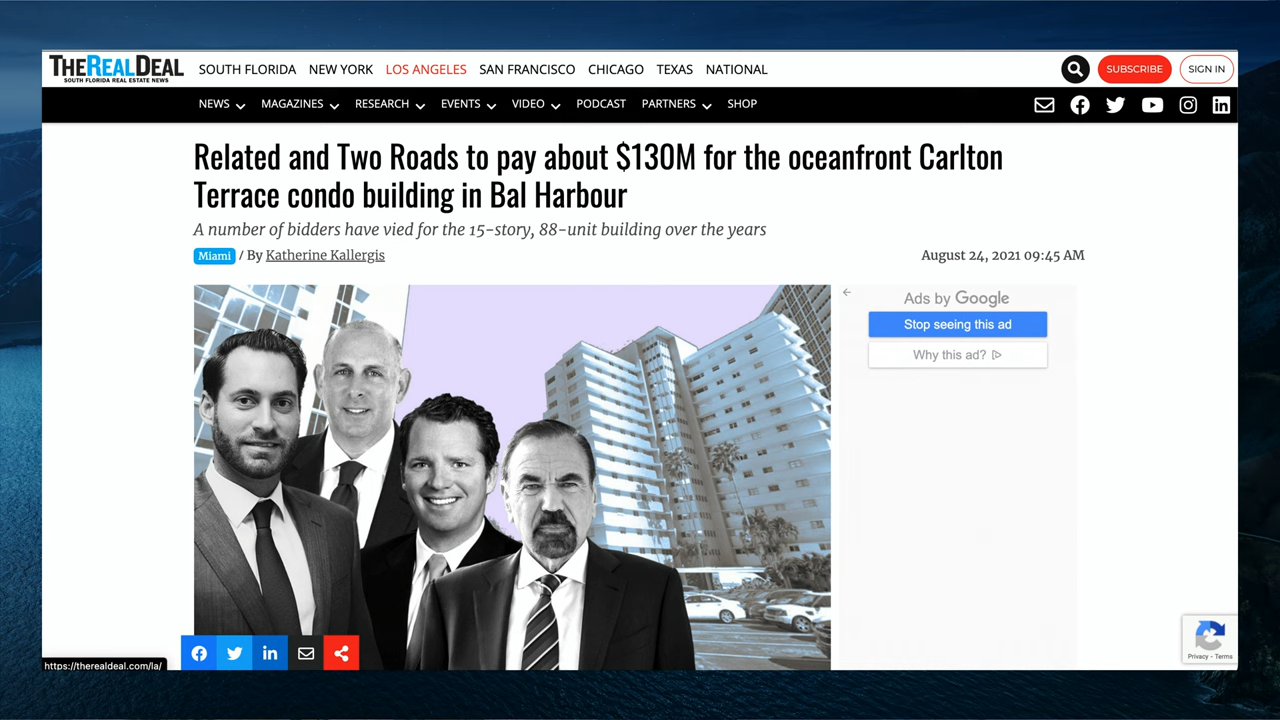 THEREALDEAL
SOUTH FLORIDA REAL ESTATE NEWS
SOUTH FLORIDA NEW YORK LOS ANGELES SAN FRANCISCO CHICAGO TEXAS NATIONAL
SUBSCRIBE SIGN IN
NEWS MAGAZINES RESEARCH EVENTS VIDEO PODCAST PARTNERS SHOP
Related and Two Roads to pay about $130M for the oceanfront Carlton
Terrace condo building in Bal Harbour
A number of bidders have vied for the 15-story, 88-unit building over the years
Miami / By Katherine Kallergis August 24, 2021 09:45 AM
Ads by Google
Stop seeing this ad
Why this ad?
https://therealdeal.com/la/
Privacy - Terms